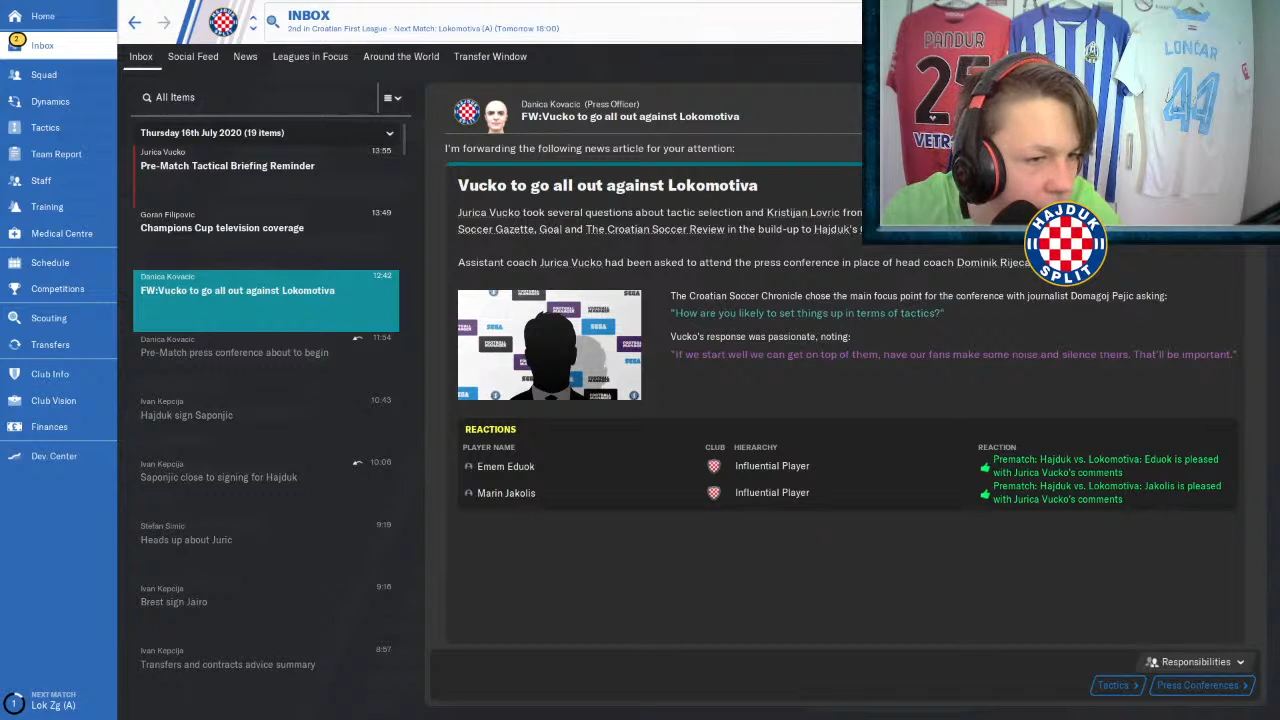 Home
2
Inbox
Squad
Dynamics
Tactics
Team Report
Staff
Training
Medical Centre
Schedule
Competitions
Scouting
Transfers
Club Info
Club Vision
Finances
Dev. Center
1
NEXT MATCH
Lok Zg (A)
HAJDUK
SPLIT
INBOX
2nd in Croatian First League - Next Match: Lokomotiva (A) (Tomorrow 18:00)
Inbox Social Feed News Leagues in Focus Around the World Transfer Window
All Items
Thursday 16th July 2020 (19 items)
Jurica Vucko 13:55
Pre-Match Tactical Briefing Reminder
Goran Filipovic 13:49
Champions Cup television coverage
Danica Kovacic 12:42
FW:Vucko to go all out against Lokomotiva
Danica Kovacic 11:54
Pre-Match press conference about to begin
Ivan Kepcija 10:43
Hajduk sign Saponjic
Ivan Kepcija 10:06
Saponjic close to signing for Hajduk
Stefan Simic 9:19
Heads up about Juric
Ivan Kepcija 9:16
Brest sign Jairo
Ivan Kepcija 8:57
Transfers and contracts advice summary
Danica Kovacic (Press Officer)
FW:Vucko to go all out against Lokomotiva
I'm forwarding the following news article for your attention:
Vucko to go all out against Lokomotiva
Jurica Vucko took several questions about tactic selection and Kristijan Lovric from
Soccer Gazette, Goal and The Croatian Soccer Review in the build-up to Hajduk's
Assistant coach Jurica Vucko had been asked to attend the press conference in place of head coach Dominik Rijeca
SEGA
FOOTBALL MANAGER
The Croatian Soccer Chronicle chose the main focus point for the conference with journalist Domagoj Pejic asking:
"How are you likely to set things up in terms of tactics?"
Vucko's response was passionate, noting:
"If we start well we can get on top of them, have our fans make some noise and silence theirs. That'll be important."
REACTIONS
PLAYER NAME CLUB HIERARCHY REACTION
Emem Eduok Influential Player Prematch: Hajduk vs. Lokomotiva: Eduok is pleased
with Jurica Vucko's comments
Marin Jakolis Influential Player Prematch: Hajduk vs. Lokomotiva: Jakolis is pleased
with Jurica Vucko's comments
Responsibilities
Tactics Press Conferences
PANDUR
25
LONČAR
44
HAJDUK
SPLIT